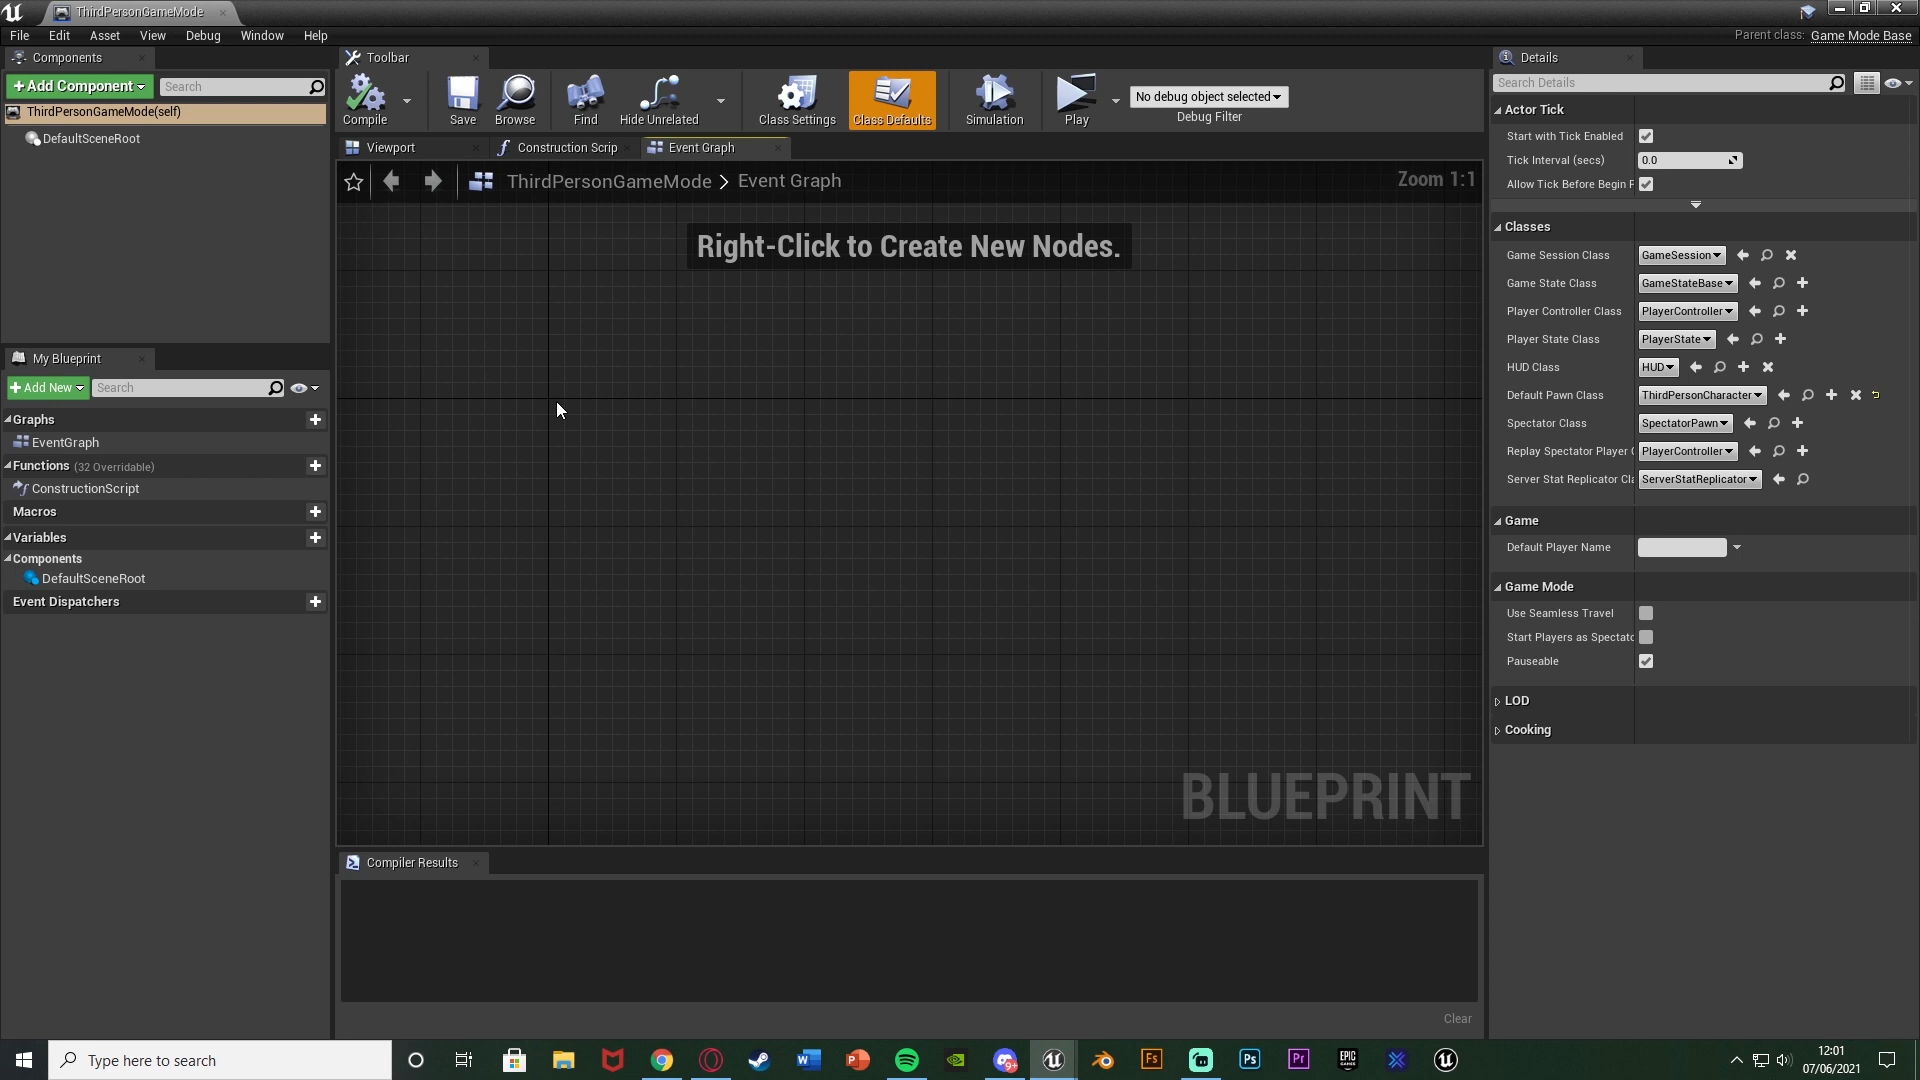 ThirdPersonGameMode
File Edit Asset View Debug Window Help
Parent class: Game Mode Base
Components
Toolbar
Details
Add Component
Search
Compile
Save
Browse
Find
Hide Unrelated
Class Settings
Class Defaults
Simulation
Play
No debug object selected
Debug Filter
Search Details
ThirdPersonGameMode(self)
DefaultSceneRoot
Viewport
Construction Scrip
Event Graph
ThirdPersonGameMode > Event Graph
Zoom 1:1
Right-Click to Create New Nodes.
BLUEPRINT
Actor Tick
Start with Tick Enabled
Tick Interval (secs) 0.0
Allow Tick Before Begin P
Classes
Game Session Class GameSession
Game State Class GameStateBase
Player Controller Class PlayerController
Player State Class PlayerState
HUD Class HUD
Default Pawn Class ThirdPersonCharacter
Spectator Class SpectatorPawn
Replay Spectator Player C PlayerController
Server Stat Replicator Cla ServerStatReplicator
Game
Default Player Name
Game Mode
Use Seamless Travel
Start Players as Spectato
Pauseable
LOD
Cooking
My Blueprint
Add New
Search
Graphs
EventGraph
Functions (32 Overridable)
ConstructionScript
Macros
Variables
Components
DefaultSceneRoot
Event Dispatchers
Compiler Results
Clear
Type here to search
W
P
9+
Fs
Ps
Pr
EPIC GAMES
12:01
07/06/2021